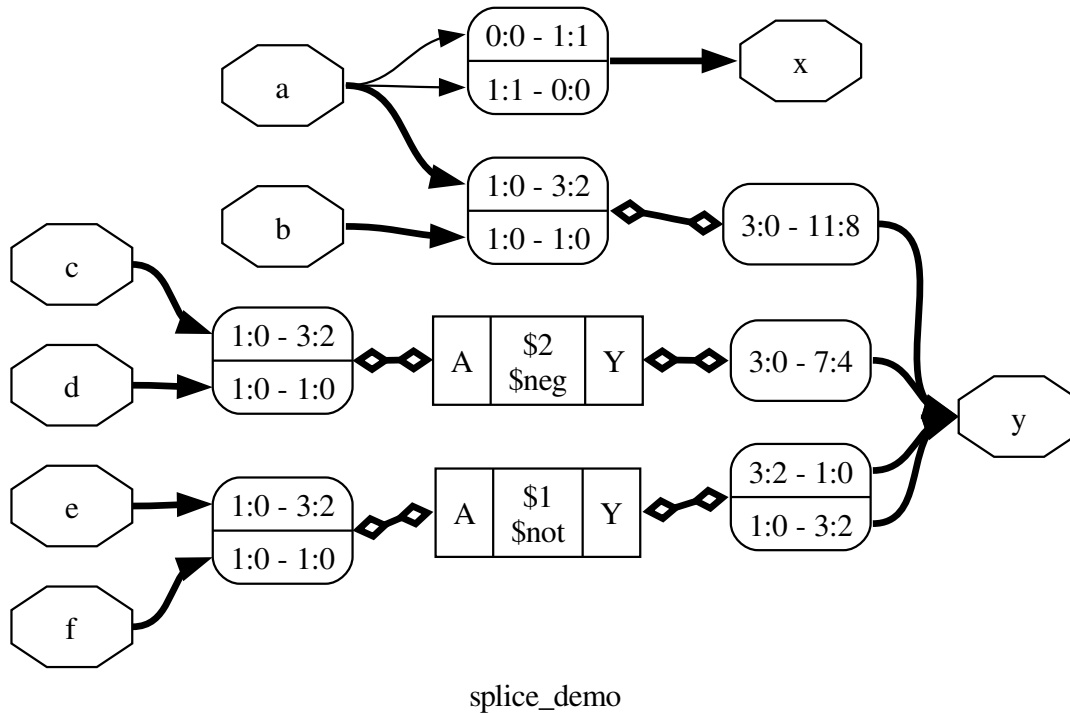 0:0 - 1:1
a
x
1:1 - 0:0
1:0 - 3:2
b
3:0 - 11:8
1:0 - 1:0
c
1:0 - 3:2
A
$2
$neg
Y
3:0 - 7:4
d
1:0 - 1:0
y
3:2 - 1:0
e
1:0 - 3:2
A
$1
$not
Y
1:0 - 3:2
1:0 - 1:0
f
splice_demo